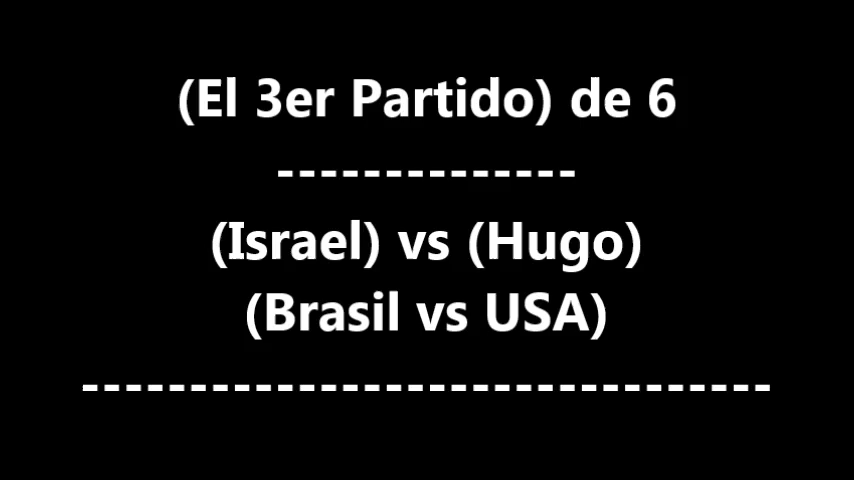 (El 3er Partido) de 6
--------------
(Israel) vs (Hugo)
(Brasil vs USA)
---------------------------------